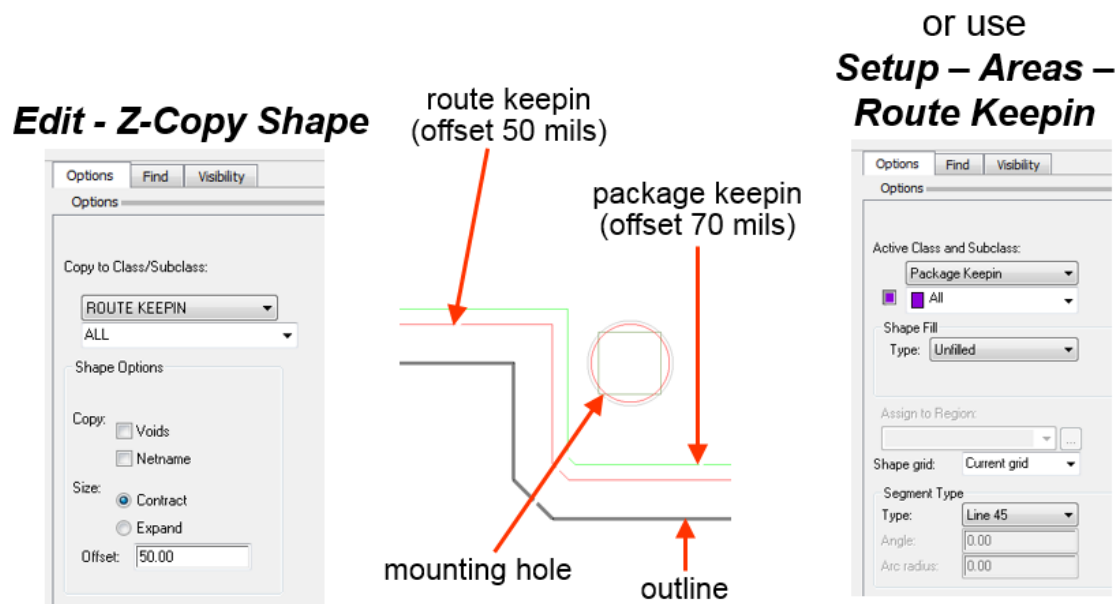 or use
Setup – Areas –
Route Keepin
Edit - Z-Copy Shape
route keepin
(offset 50 mils)
package keepin
(offset 70 mils)
mounting hole
outline
Options Find Visibility
Options
Copy to Class/Subclass:
ROUTE KEEPIN
ALL
Shape Options
Copy:
Voids
Netname
Size:
Contract
Expand
Offset: 50.00
Options Find Visibility
Options
Active Class and Subclass:
Package Keepin
All
Shape Fill
Type: Unfilled
Assign to Region:
...
Shape grid: Current grid
Segment Type
Type: Line 45
Angle: 0.00
Arc radius: 0.00